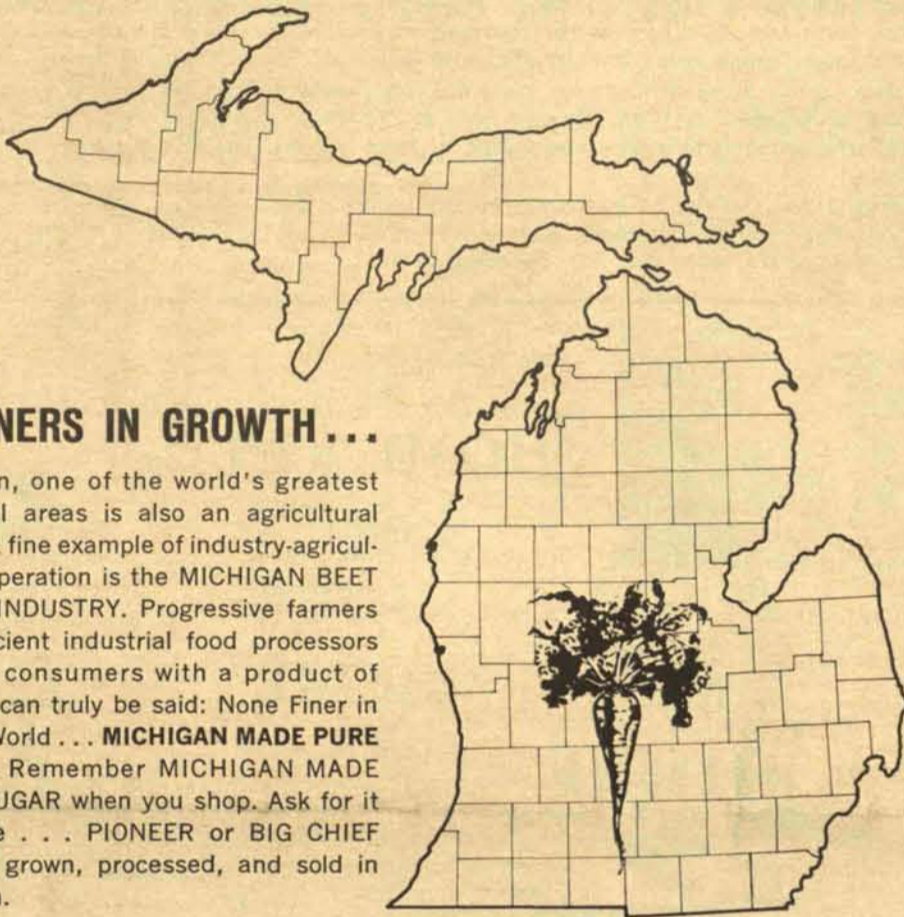 NERS IN GROWTH...
n, one of the world's greatest
l areas is also an agricultural
fine example of industry-agricul-
peration is the MICHIGAN BEET
INDUSTRY. Progressive farmers
cient industrial food processors
consumers with a product of
can truly be said: None Finer in
World... MICHIGAN MADE PURE
Remember MICHIGAN MADE
UGAR when you shop. Ask for it
e . . . PIONEER or BIG CHIEF
grown, processed, and sold in